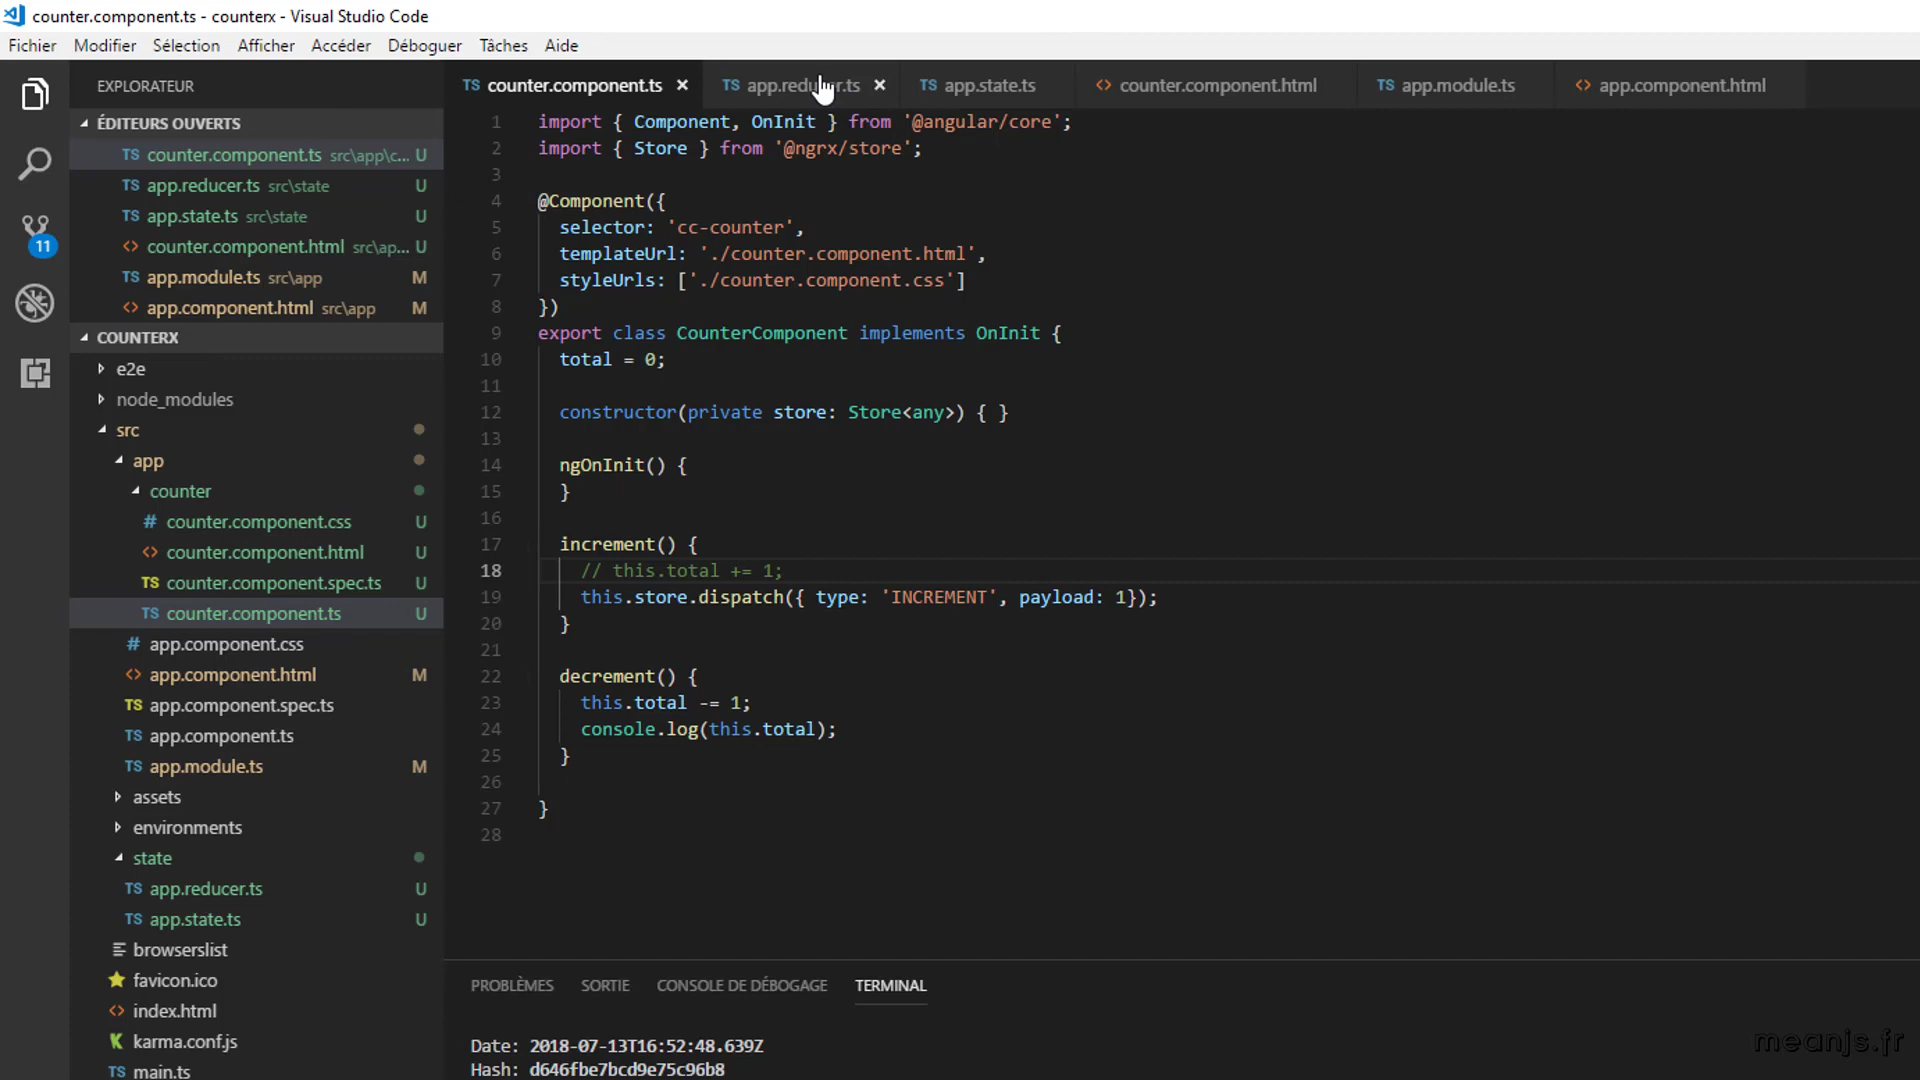 counter.component.ts - counterx - Visual Studio Code
Fichier Modifier Sélection Afficher Accéder Déboguer Tâches Aide
EXPLORATEUR
ÉDITEURS OUVERTS
TS counter.component.ts src\app\c... U
TS app.reducer.ts src\state U
TS app.state.ts src\state U
<> counter.component.html src\ap... U
TS app.module.ts src\app M
<> app.component.html src\app M
11
COUNTERX
e2e
node_modules
src
app
counter
# counter.component.css U
<> counter.component.html U
TS counter.component.spec.ts U
TS counter.component.ts U
# app.component.css
<> app.component.html M
TS app.component.spec.ts
TS app.component.ts
TS app.module.ts M
assets
environments
state
TS app.reducer.ts U
TS app.state.ts U
browserslist
favicon.ico
<> index.html
karma.conf.js
TS main.ts
TS counter.component.ts × TS app.reducer.ts × TS app.state.ts <> counter.component.html TS app.module.ts <> app.component.html
1 import { Component, OnInit } from '@angular/core';
2 import { Store } from '@ngrx/store';
3
4 @Component({
5 selector: 'cc-counter',
6 templateUrl: './counter.component.html',
7 styleUrls: ['./counter.component.css']
8 })
9 export class CounterComponent implements OnInit {
10 total = 0;
11
12 constructor(private store: Store<any>) { }
13
14 ngOnInit() {
15 }
16
17 increment() {
18 // this.total += 1;
19 this.store.dispatch({ type: 'INCREMENT', payload: 1});
20 }
21
22 decrement() {
23 this.total -= 1;
24 console.log(this.total);
25 }
26
27 }
28
PROBLÈMES SORTIE CONSOLE DE DÉBOGAGE TERMINAL
Date: 2018-07-13T16:52:48.639Z
Hash: d646fbe7bcd9e75c96b8
meanjs.fr